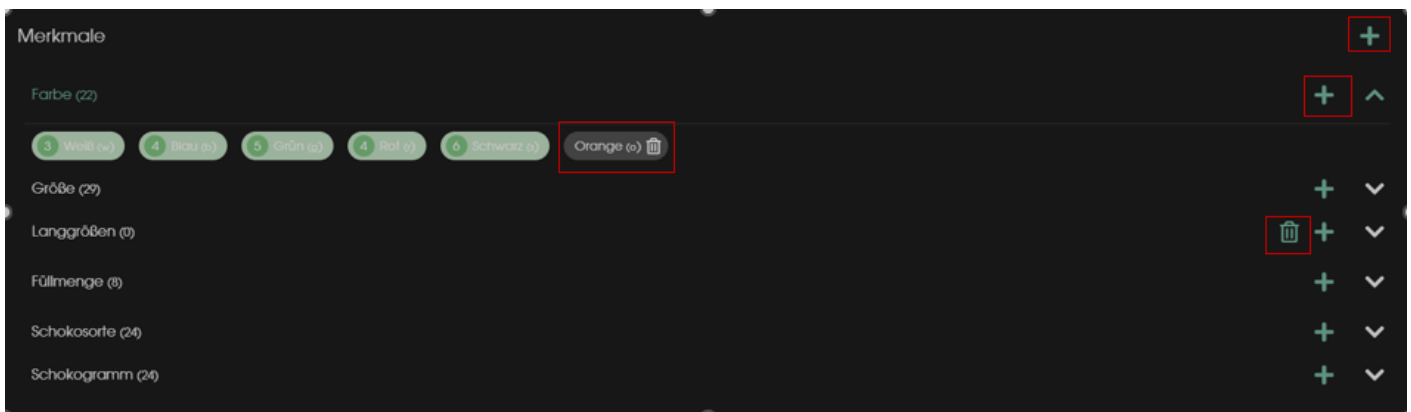 Merkmale
Farbe (22)
3 Weiß (w) 4 Blau (b) 5 Grün (g) 4 Rot (r) 6 Schwarz (s) Orange (o)
Größe (29)
Langgrößen (0)
Füllmenge (8)
Schokosorte (24)
Schokogramm (24)